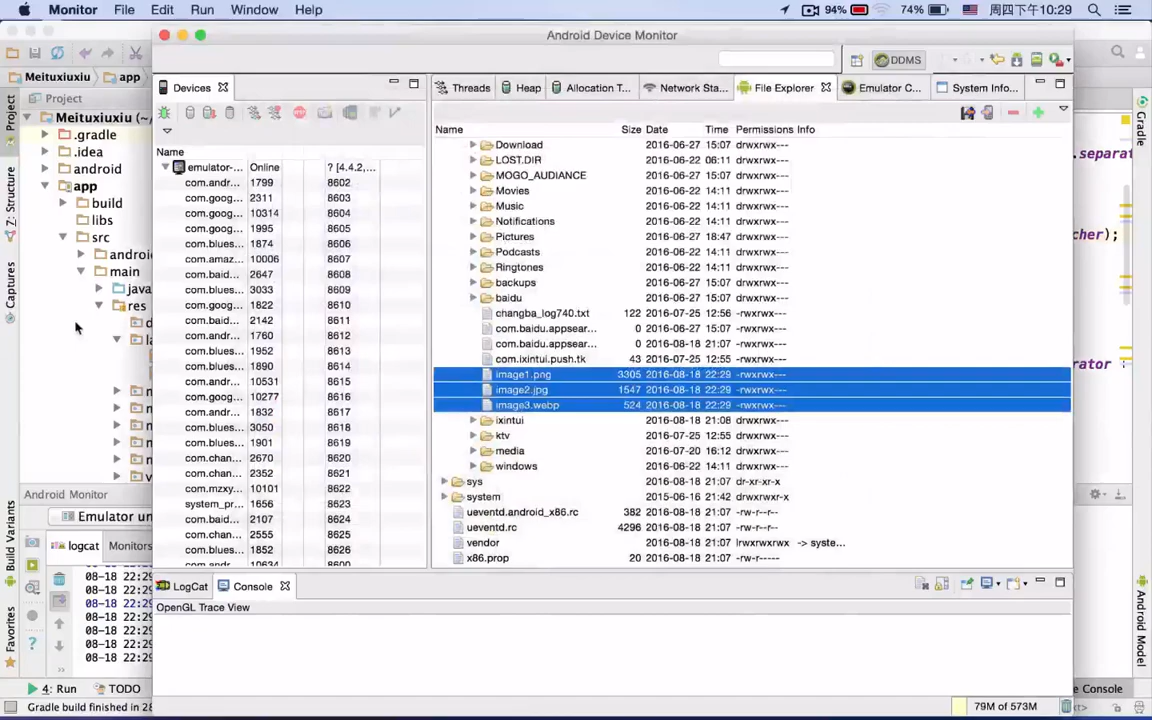 Monitor File Edit Run Window Help 94% 74% 周四下午10:29
Android Device Monitor
Meituxiuxiu app
DDMS
Devices
Threads Heap Allocation T... Network Sta... File Explorer Emulator C... System Info...
Project
Name Size Date Time Permissions Info
Meituxiuxiu (~/
.gradle
.idea
android
app
build
libs
src
main
java
res
Name
emulator-... Online ? [4.4.2,...
com.andr... 1799 8602
com.goog... 2311 8603
com.goog... 10314 8604
com.goog... 1995 8605
com.blues... 1874 8606
com.amaz... 10006 8607
com.baid... 2647 8608
com.blues... 3033 8609
com.goog... 1822 8610
com.baid... 2142 8611
com.andr... 1760 8612
com.blues... 1952 8613
com.blues... 1890 8614
com.andr... 10531 8615
com.goog... 10277 8616
com.andr... 1832 8617
com.blues... 3050 8618
com.blues... 1901 8619
com.chan... 2670 8620
com.chan... 2352 8621
com.mzxy... 10101 8622
system_pr... 1656 8623
com.baid... 2107 8624
com.chan... 2555 8625
com.blues... 1852 8626
com.andr... 10634 8600
Download 2016-06-27 15:07 drwxrwx---
LOST.DIR 2016-06-22 06:11 drwxrwx---
MOGO_AUDIANCE 2016-06-27 15:07 drwxrwx---
Movies 2016-06-22 14:11 drwxrwx---
Music 2016-06-22 14:11 drwxrwx---
Notifications 2016-06-22 14:11 drwxrwx---
Pictures 2016-06-27 18:47 drwxrwx---
Podcasts 2016-06-22 14:11 drwxrwx---
Ringtones 2016-06-22 14:11 drwxrwx---
backups 2016-06-27 15:07 drwxrwx---
baidu 2016-06-27 15:07 drwxrwx---
changba_log740.txt 122 2016-07-25 12:56 -rwxrwx---
com.baidu.appsear... 0 2016-06-27 15:07 -rwxrwx---
com.baidu.appsear... 0 2016-08-18 21:07 -rwxrwx---
com.ixintui.push.tk 43 2016-07-25 12:55 -rwxrwx---
image1.png 3305 2016-08-18 22:29 -rwxrwx---
image2.jpg 1547 2016-08-18 22:29 -rwxrwx---
image3.webp 524 2016-08-18 22:29 -rwxrwx---
ixintui 2016-08-18 21:08 drwxrwx---
ktv 2016-07-25 12:55 drwxrwx---
media 2016-07-20 16:12 drwxrwx---
windows 2016-06-22 14:11 drwxrwx---
sys 2016-08-18 21:07 dr-xr-xr-x
system 2015-06-16 21:42 drwxrwxr-x
ueventd.android_x86.rc 382 2016-08-18 21:07 -rw-r--r--
ueventd.rc 4296 2016-08-18 21:07 -rw-r--r--
vendor 2016-08-18 21:07 lrwxrwxrwx -> syste...
x86.prop 20 2016-08-18 21:07 -rw-r-----
.separat
cher);
rator
1: Project
7: Structure
Captures
Build Variants
2: Favorites
Gradle
Android Model
Android Monitor
Emulator un
logcat Monitors
08-18 22:29
08-18 22:29
08-18 22:29
08-18 22:29
08-18 22:29
08-18 22:29
08-18 22:29
LogCat Console
OpenGL Trace View
4: Run TODO
e Console
Gradle build finished in 28
79M of 573M